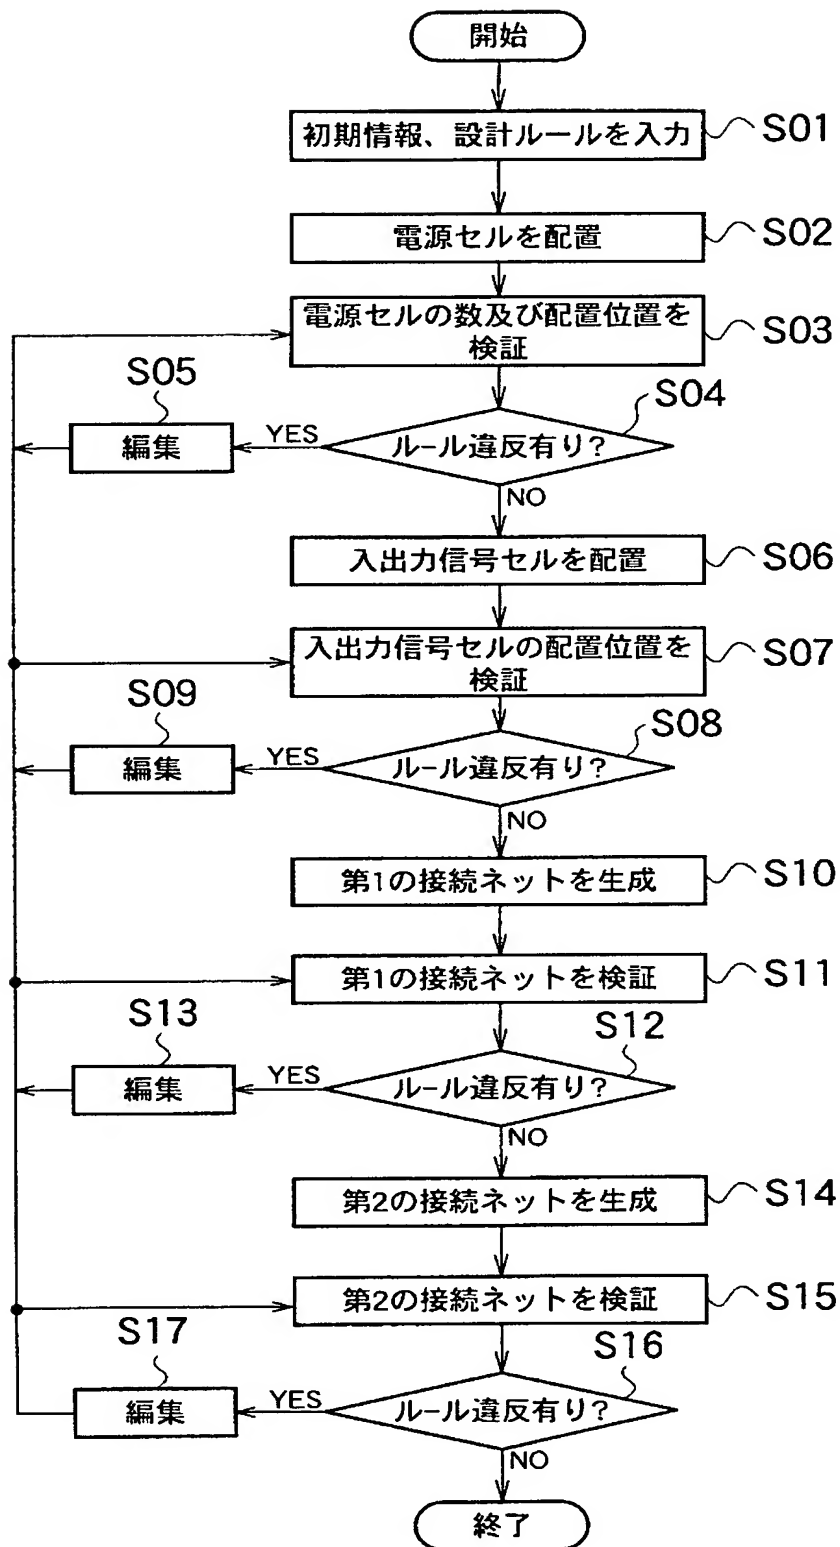 開始
初期情報、設計ルールを入力
S01
電源セルを配置
S02
電源セルの数及び配置位置を
検証
S03
S05
S04
編集
YES
ルール違反有り?
NO
入出力信号セルを配置
S06
入出力信号セルの配置位置を
検証
S07
S09
S08
編集
YES
ルール違反有り?
NO
第1の接続ネットを生成
S10
第1の接続ネットを検証
S11
S13
S12
編集
YES
ルール違反有り?
NO
第2の接続ネットを生成
S14
第2の接続ネットを検証
S15
S17
S16
編集
YES
ルール違反有り?
NO
終了